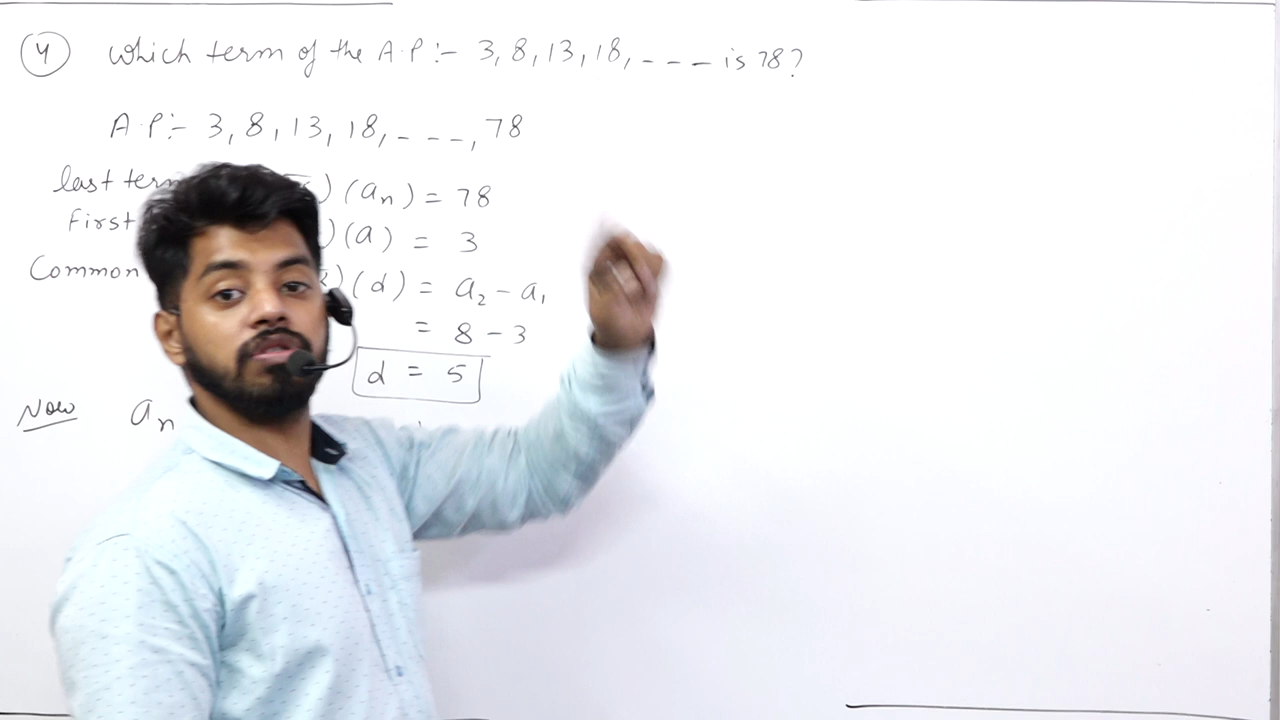 4 Which term of the A.P :- 3, 8, 13, 18, - - - is 78?
A.P :- 3, 8, 13, 18, - - -, 78
last term ) (an) = 78
First ) (a) = 3
Common ) (d) = a2 - a1
= 8 - 3
d = 5
Now an